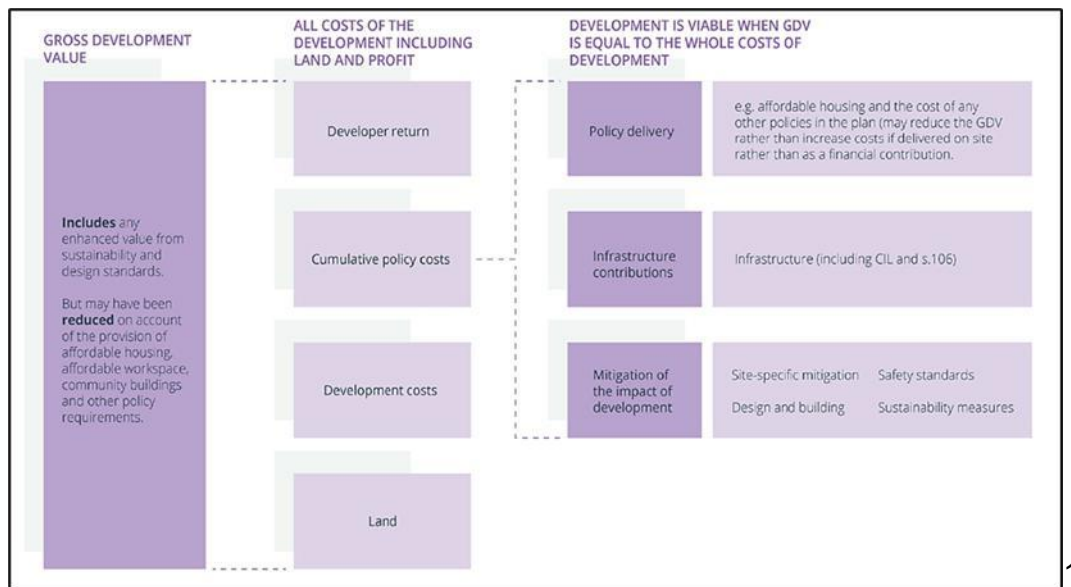 GROSS DEVELOPMENT
VALUE
Includes any
enhanced value from
sustainability and
design standards.
But may have been
reduced on account
of the provision of
affordable housing,
affordable workspace,
community buildings
and other policy
requirements.
ALL COSTS OF THE
DEVELOPMENT INCLUDING
LAND AND PROFIT
Developer return
Cumulative policy costs
Development costs
Land
DEVELOPMENT IS VIABLE WHEN GDV
IS EQUAL TO THE WHOLE COSTS OF
DEVELOPMENT
Policy delivery
e.g. affordable housing and the cost of any
other policies in the plan (may reduce the GDV
rather than increase costs if delivered on site
rather than as a financial contribution.
Infrastructure
contributions
Infrastructure (including CIL and s.106)
Mitigation of
the impact of
development
Site-specific mitigation Safety standards
Design and building Sustainability measures